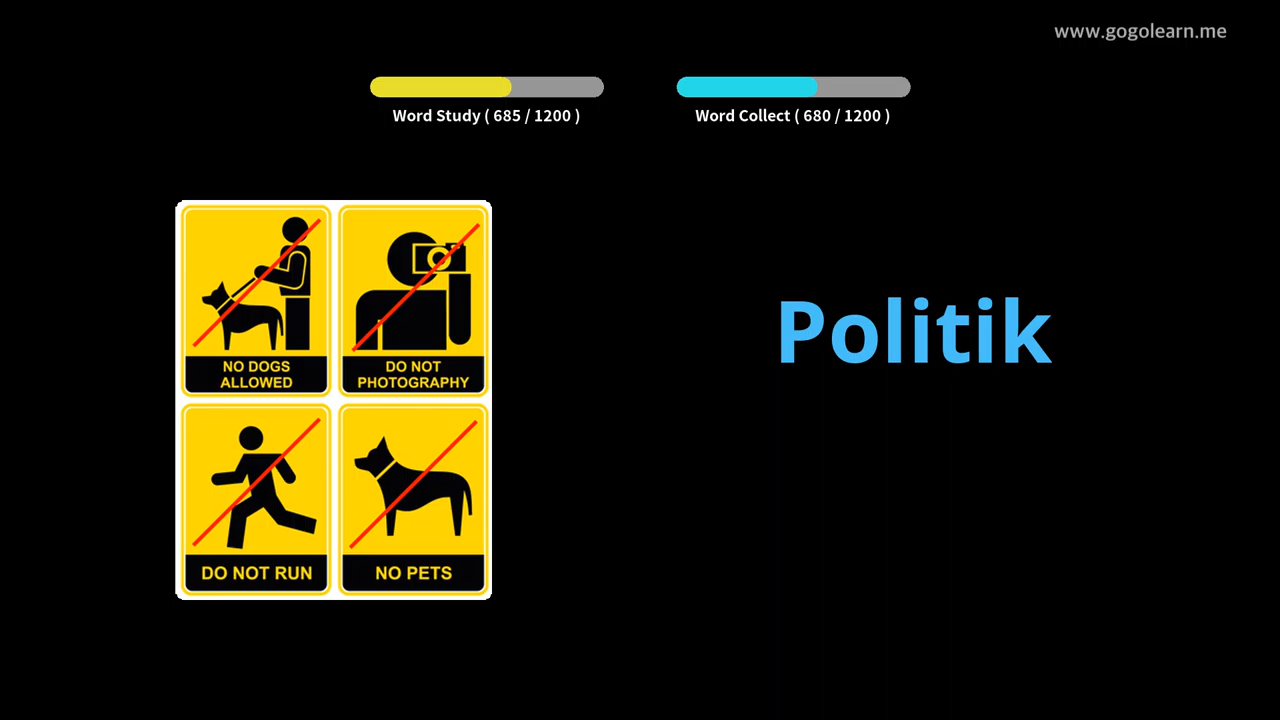 www.gogolearn.me
Word Study ( 685 / 1200 )
Word Collect ( 680 / 1200 )
NO DOGS
ALLOWED
DO NOT
PHOTOGRAPHY
Politik
DO NOT RUN
NO PETS